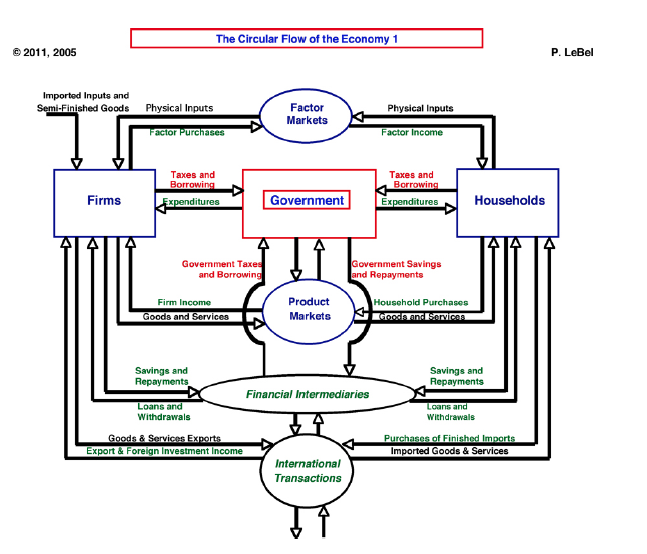 The Circular Flow of the Economy 1
© 2011, 2005
P. LeBel
Imported Inputs and
Semi-Finished Goods
Physical Inputs
Factor Purchases
Factor
Markets
Physical Inputs
Factor Income
Firms
Taxes and
Borrowing
Expenditures
Government
Taxes and
Borrowing
Expenditures
Households
Government Taxes
and Borrowing
Government Savings
and Repayments
Firm Income
Goods and Services
Product
Markets
Household Purchases
Goods and Services
Savings and
Repayments
Loans and
Withdrawals
Financial Intermediaries
Savings and
Repayments
Loans and
Withdrawals
Goods & Services Exports
Export & Foreign Investment Income
International
Transactions
Purchases of Finished Imports
Imported Goods & Services